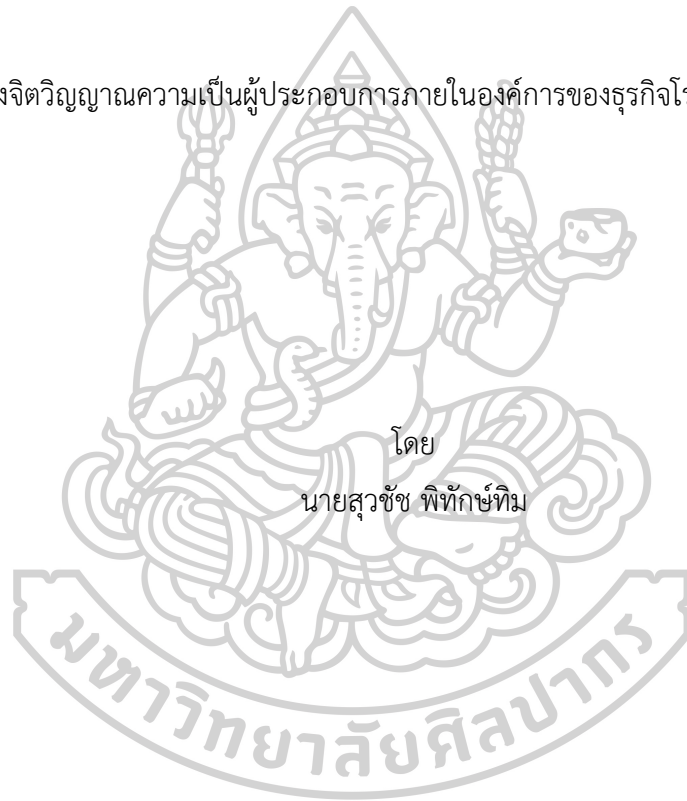 งจิตวิญญาณความเป็นผู้ประกอบการภายในองค์การของธุรกิจโร
โดย
นายสุวชัช พิทักษ์ทิม
มหาวิทยาลัยศิลปากร